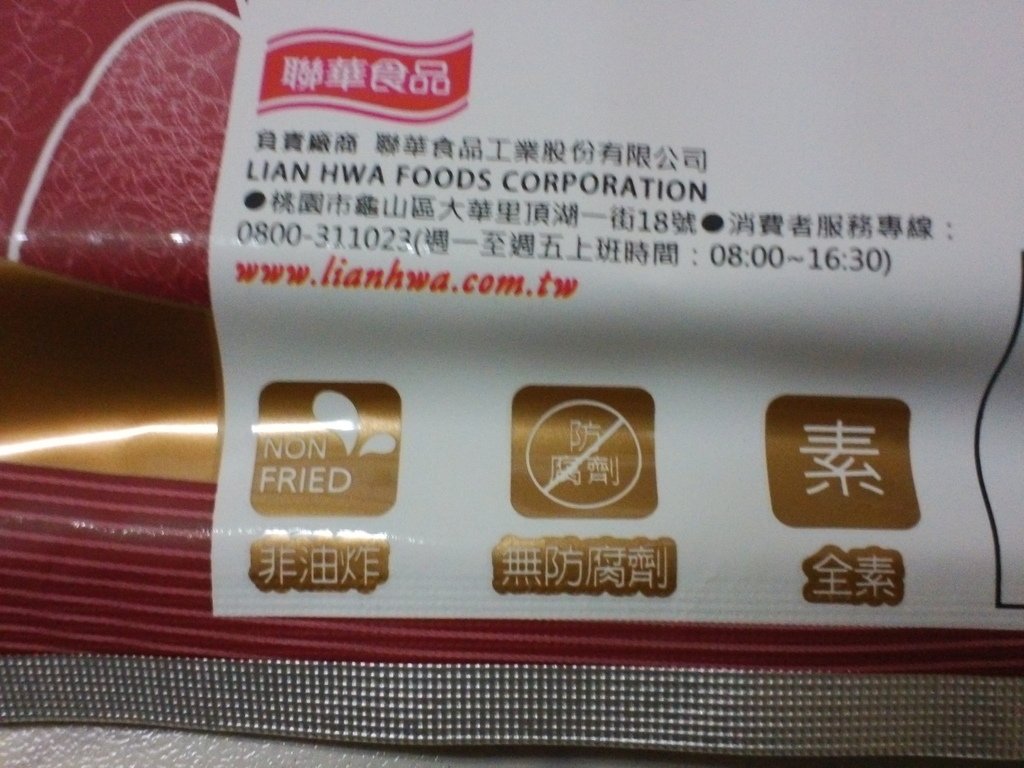 聯華食品
負責廠商 聯華食品工業股份有限公司
LIAN HWA FOODS CORPORATION
●桃園市龜山區大華里頂湖一街18號●消費者服務專線：
0800-311023(週一至週五上班時間：08:00~16:30)
www.lianhwa.com.tw
NON
FRIED
防
腐劑
素
非油炸
無防腐劑
全素